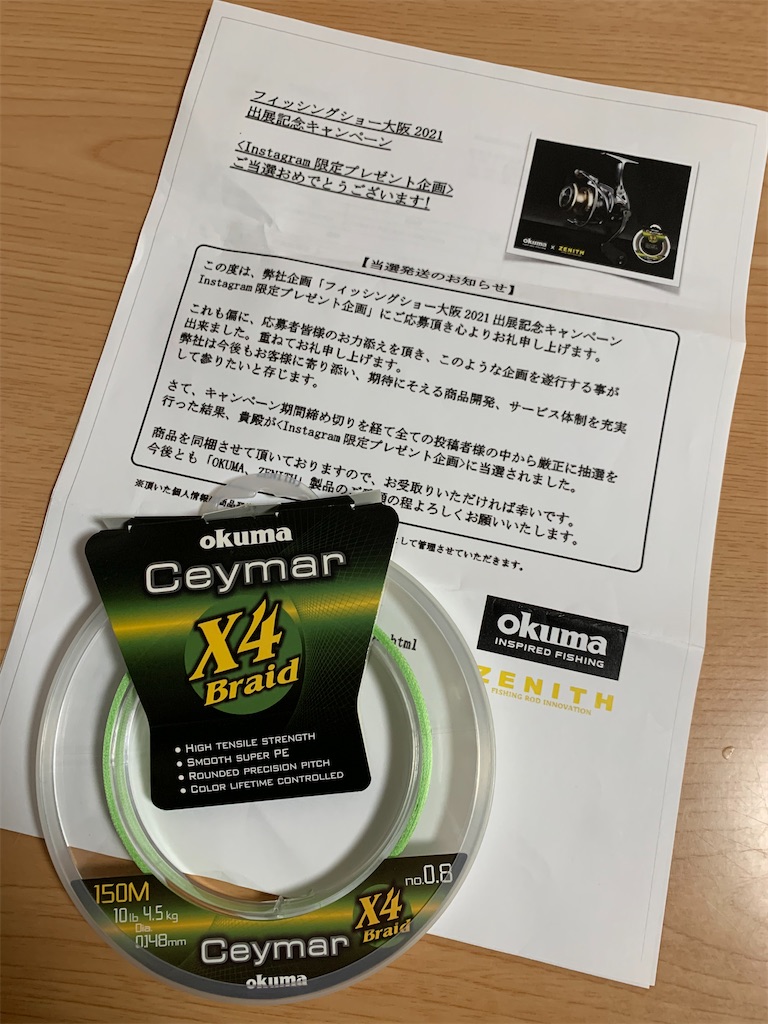 フィッシングショー大阪 2021
出展記念キャンペーン
<Instagram 限定プレゼント企画>
ご当選おめでとうございます!
okuma × ZENITH
X4
【当選発送のお知らせ】
この度は、弊社企画「フィッシングショー大阪 2021 出展記念キャンペーン
Instagram 限定プレゼント企画」にご応募頂き心よりお礼申し上げます。
これも偏に、応募者皆様のお力添えを頂き、このような企画を遂行する事が
出来ました。重ねてお礼申し上げます。
弊社は今後もお客様に寄り添い、期待にそえる商品開発、サービス体制を充実
して参りたいと存じます。
さて、キャンペーン期間締め切りを経て全ての投稿者様の中から厳正に抽選を
行った結果、貴殿が<Instagram 限定プレゼント企画>に当選されました。
商品を同梱させて頂いておりますので、お受取りいただければ幸いです。
今後とも「OKUMA、ZENITH」製品のご愛顧の程よろしくお願いいたします。
※頂いた個人情報は商品
として管理させていただきます。
html
okuma
INSPIRED FISHING
ZENITH
FISHING ROD INNOVATION
okuma
Ceymar
X4
Braid
• HIGH TENSILE STRENGTH
• SMOOTH SUPER PE
• ROUNDED PRECISION PITCH
• COLOR LIFETIME CONTROLLED
150M
10lb 4.5kg
Dia.
0.148mm
Ceymar
X4
Braid
no.0.8
okuma